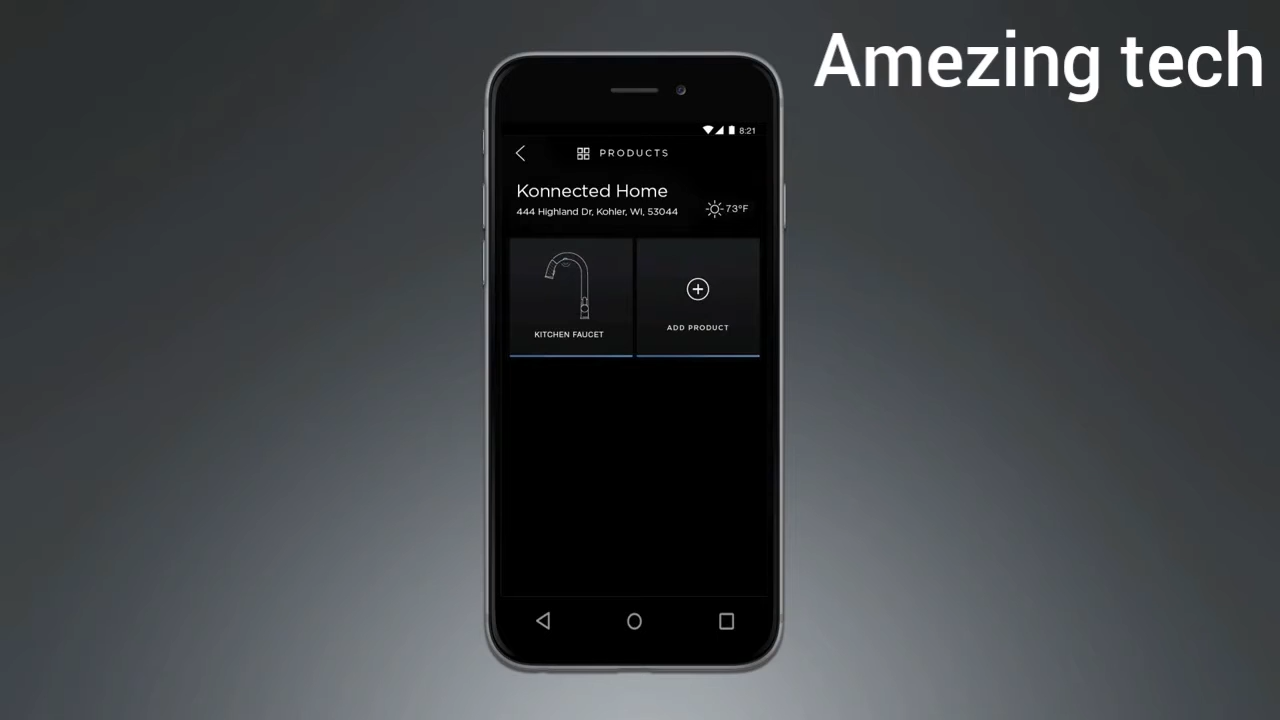 Amezing tech
8:21
PRODUCTS
Konnected Home
444 Highland Dr, Kohler, WI, 53044
73°F
KITCHEN FAUCET
ADD PRODUCT